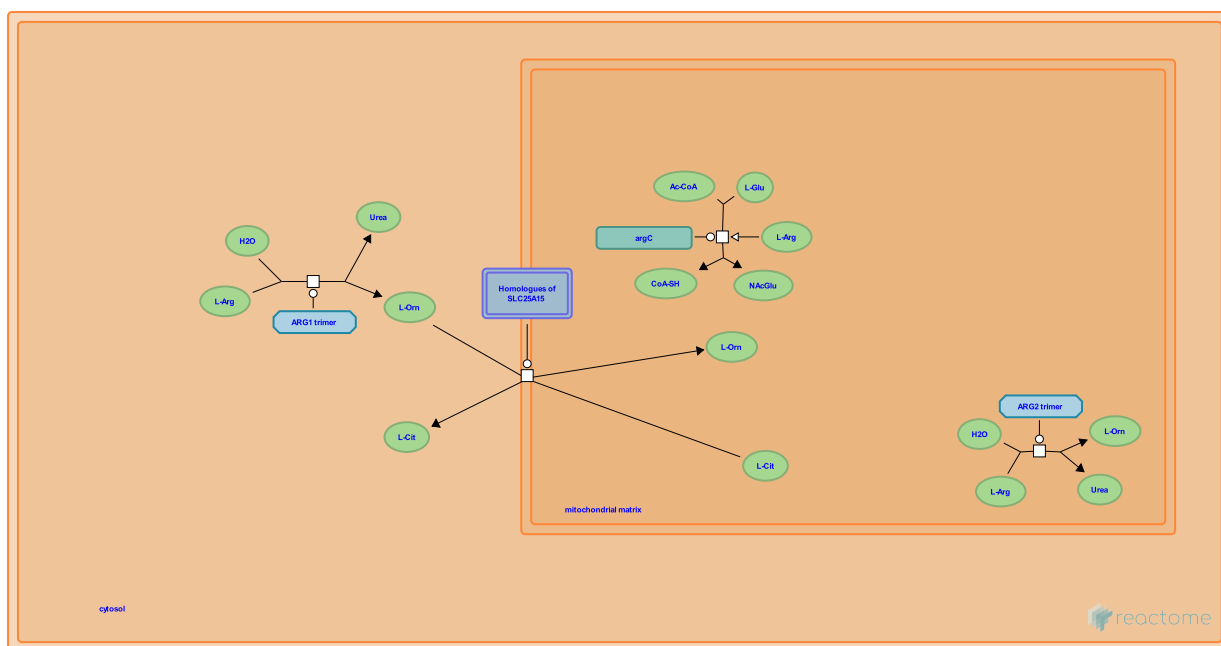 Ac-CoA
L-Glu
Urea
H2O
argC
L-Arg
CoA-SH
NAcGlu
Homologues of
SLC25A15
L-Arg
L-Orn
ARG1 trimer
L-Orn
ARG2 trimer
L-Cit
H2O
L-Orn
L-Cit
L-Arg
Urea
mitochondrial matrix
cytosol
reactome